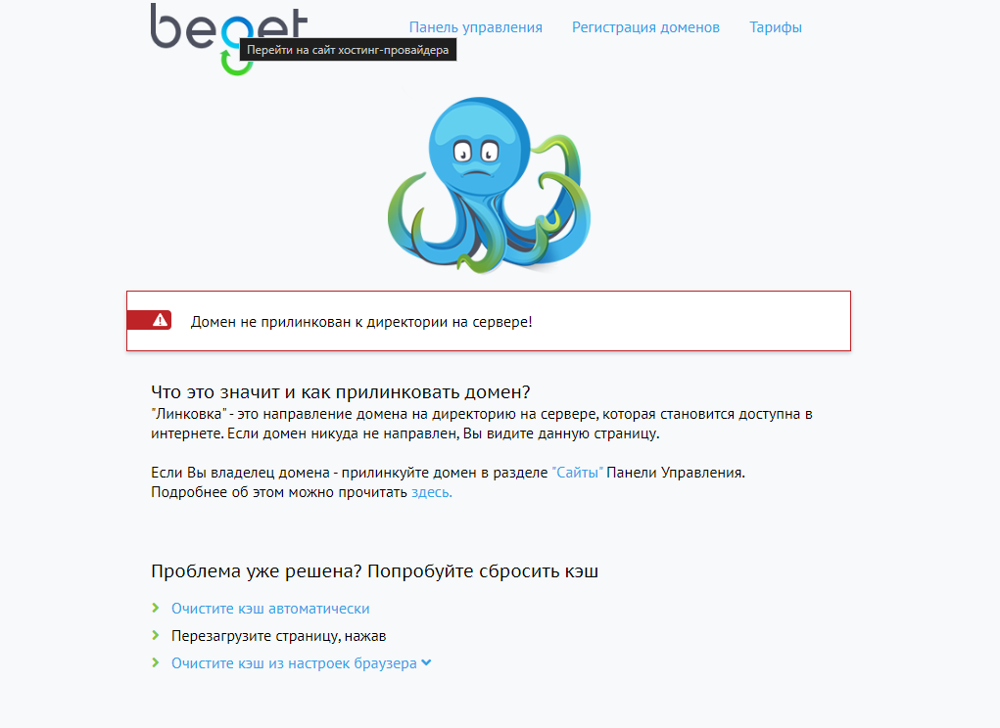 beget
Панель управления
Регистрация доменов
Тарифы
Перейти на сайт хостинг-провайдера
Домен не прилинкован к директории на сервере!
Что это значит и как прилинковать домен?
"Линковка" - это направление домена на директорию на сервере, которая становится доступна в
интернете. Если домен никуда не направлен, Вы видите данную страницу.
Если Вы владелец домена - прилинкуйте домен в разделе "Сайты" Панели Управления.
Подробнее об этом можно прочитать здесь.
Проблема уже решена? Попробуйте сбросить кэш
Очистите кэш автоматически
Перезагрузите страницу, нажав
Очистите кэш из настроек браузера